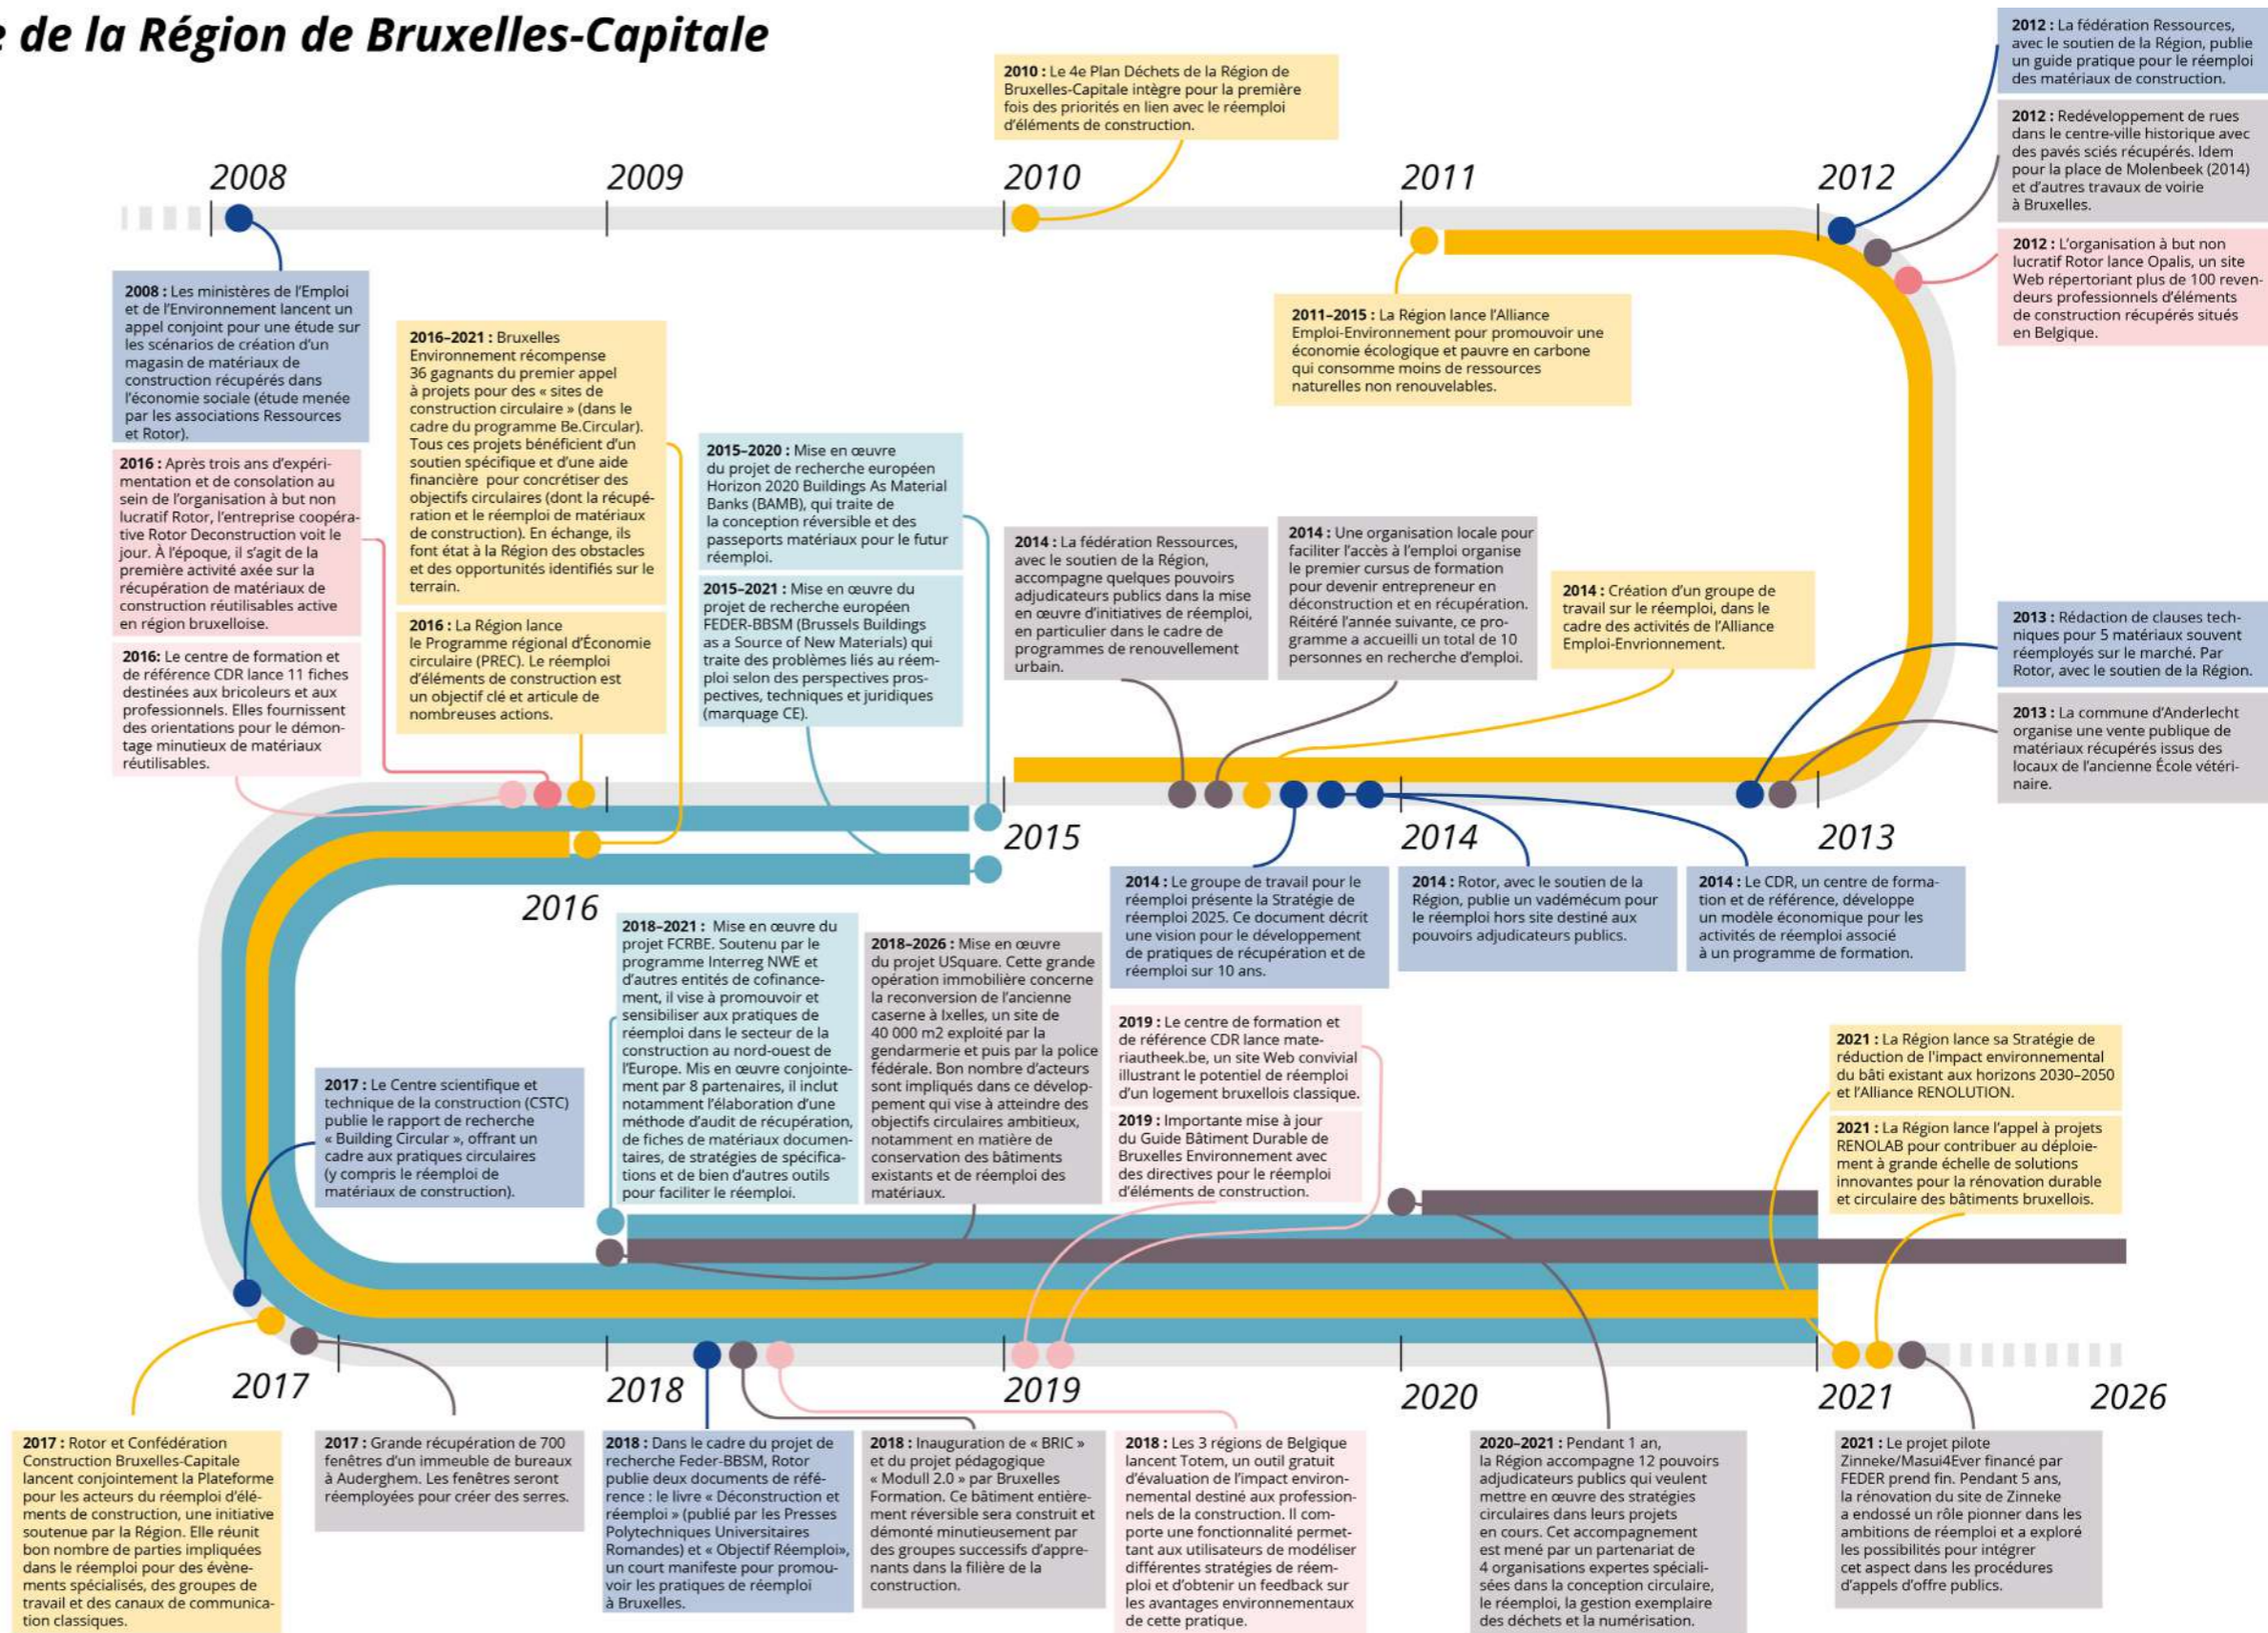 de la Région de Bruxelles-Capitale
2010 : Le 4e Plan Déchets de la Région de
Bruxelles-Capitale intègre pour la première
fois des priorités en lien avec le réemploi
d'éléments de construction.
2012 : La fédération Ressources,
avec le soutien de la Région, publie
un guide pratique pour le réemploi
des matériaux de construction.
2012 : Redéveloppement de rues
dans le centre-ville historique avec
des pavés sciés récupérés. Idem
pour la place de Molenbeek (2014)
et d'autres travaux de voirie
à Bruxelles.
2012 : L'organisation à but non
lucratif Rotor lance Opalis, un site
Web répertoriant plus de 100 reven-
deurs professionnels d'éléments
de construction récupérés situés
en Belgique.
2008
2009
2010
2011
2012
2008 : Les ministères de l'Emploi
et de l'Environnement lancent un
appel conjoint pour une étude sur
les scénarios de création d'un
magasin de matériaux de
construction récupérés dans
l'économie sociale (étude menée
par les associations Ressources
et Rotor).
2016 : Après trois ans d'expéri-
mentation et de consolation au
sein de l'organisation à but non
lucratif Rotor, l'entreprise coopéra-
tive Rotor Deconstruction voit le
jour. À l'époque, il s'agit de la
première activité axée sur la
récupération de matériaux de
construction réutilisables active
en région bruxelloise.
2016: Le centre de formation et
de référence CDR lance 11 fiches
destinées aux bricoleurs et aux
professionnels. Elles fournissent
des orientations pour le démon-
tage minutieux de matériaux
réutilisables.
2016–2021 : Bruxelles
Environnement récompense
36 gagnants du premier appel
à projets pour des « sites de
construction circulaire » (dans le
cadre du programme Be.Circular).
Tous ces projets bénéficient d'un
soutien spécifique et d'une aide
financière pour concrétiser des
objectifs circulaires (dont la récupé-
ration et le réemploi de matériaux
de construction). En échange, ils
font état à la Région des obstacles
et des opportunités identifiés sur le
terrain.
2016 : La Région lance
le Programme régional d'Économie
circulaire (PREC). Le réemploi
d'éléments de construction est
un objectif clé et articule de
nombreuses actions.
2015–2020 : Mise en œuvre
du projet de recherche européen
Horizon 2020 Buildings As Material
Banks (BAMB), qui traite de
la conception réversible et des
passeports matériaux pour le futur
réemploi.
2015–2021 : Mise en œuvre du
projet de recherche européen
FEDER-BBSM (Brussels Buildings
as a Source of New Materials) qui
traite des problèmes liés au réem-
ploi selon des perspectives pros-
pectives, techniques et juridiques
(marquage CE).
2011–2015 : La Région lance l'Alliance
Emploi-Environnement pour promouvoir une
économie écologique et pauvre en carbone
qui consomme moins de ressources
naturelles non renouvelables.
2014 : La fédération Ressources,
avec le soutien de la Région,
accompagne quelques pouvoirs
adjudicateurs publics dans la mise
en œuvre d'initiatives de réemploi,
en particulier dans le cadre de
programmes de renouvellement
urbain.
2014 : Une organisation locale pour
faciliter l'accès à l'emploi organise
le premier cursus de formation
pour devenir entrepreneur en
déconstruction et en récupération.
Réitéré l'année suivante, ce pro-
gramme a accueilli un total de 10
personnes en recherche d'emploi.
2014 : Création d'un groupe de
travail sur le réemploi, dans le
cadre des activités de l'Alliance
Emploi-Envrionnement.
2013 : Rédaction de clauses tech-
niques pour 5 matériaux souvent
réemployés sur le marché. Par
Rotor, avec le soutien de la Région.
2013 : La commune d'Anderlecht
organise une vente publique de
matériaux récupérés issus des
locaux de l'ancienne École vétéri-
naire.
2016
2015
2014
2013
2014 : Le groupe de travail pour le
réemploi présente la Stratégie de
réemploi 2025. Ce document décrit
une vision pour le développement
de pratiques de récupération et de
réemploi sur 10 ans.
2014 : Rotor, avec le soutien de la
Région, publie un vadémécum pour
le réemploi hors site destiné aux
pouvoirs adjudicateurs publics.
2014 : Le CDR, un centre de forma-
tion et de référence, développe
un modèle économique pour les
activités de réemploi associé
à un programme de formation.
2017 : Le Centre scientifique et
technique de la construction (CSTC)
publie le rapport de recherche
« Building Circular », offrant un
cadre aux pratiques circulaires
(y compris le réemploi de
matériaux de construction).
2018–2021 : Mise en œuvre du
projet FCRBE. Soutenu par le
programme Interreg NWE et
d'autres entités de cofinance-
ment, il vise à promouvoir et
sensibiliser aux pratiques de
réemploi dans le secteur de la
construction au nord-ouest de
l'Europe. Mis en œuvre conjointe-
ment par 8 partenaires, il inclut
notamment l'élaboration d'une
méthode d'audit de récupération,
de fiches de matériaux documen-
taires, de stratégies de spécifica-
tions et de bien d'autres outils
pour faciliter le réemploi.
2018–2026 : Mise en œuvre
du projet USquare. Cette grande
opération immobilière concerne
la reconversion de l'ancienne
caserne à Ixelles, un site de
40 000 m2 exploité par la
gendarmerie et puis par la police
fédérale. Bon nombre d'acteurs
sont impliqués dans ce dévelop-
pement qui vise à atteindre des
objectifs circulaires ambitieux,
notamment en matière de
conservation des bâtiments
existants et de réemploi des
matériaux.
2019 : Le centre de formation et
de référence CDR lance mate-
riautheek.be, un site Web convivial
illustrant le potentiel de réemploi
d'un logement bruxellois classique.
2019 : Importante mise à jour
du Guide Bâtiment Durable de
Bruxelles Environnement avec
des directives pour le réemploi
d'éléments de construction.
2021 : La Région lance sa Stratégie de
réduction de l'impact environnemental
du bâti existant aux horizons 2030–2050
et l'Alliance RENOLUTION.
2021 : La Région lance l'appel à projets
RENOLAB pour contribuer au déploie-
ment à grande échelle de solutions
innovantes pour la rénovation durable
et circulaire des bâtiments bruxellois.
2017
2018
2019
2020
2021
2026
2017 : Rotor et Confédération
Construction Bruxelles-Capitale
lancent conjointement la Plateforme
pour les acteurs du réemploi d'élé-
ments de construction, une initiative
soutenue par la Région. Elle réunit
bon nombre de parties impliquées
dans le réemploi pour des évène-
ments spécialisés, des groupes de
travail et des canaux de communica-
tion classiques.
2017 : Grande récupération de 700
fenêtres d'un immeuble de bureaux
à Auderghem. Les fenêtres seront
réemployées pour créer des serres.
2018 : Dans le cadre du projet de
recherche Feder-BBSM, Rotor
publie deux documents de réfé-
rence : le livre « Déconstruction et
réemploi » (publié par les Presses
Polytechniques Universitaires
Romandes) et « Objectif Réemploi»,
un court manifeste pour promou-
voir les pratiques de réemploi
à Bruxelles.
2018 : Inauguration de « BRIC »
et du projet pédagogique
« Modull 2.0 » par Bruxelles
Formation. Ce bâtiment entière-
ment réversible sera construit et
démonté minutieusement par
des groupes successifs d'appre-
nants dans la filière de la
construction.
2018 : Les 3 régions de Belgique
lancent Totem, un outil gratuit
d'évaluation de l'impact environ-
nemental destiné aux profession-
nels de la construction. Il com-
porte une fonctionnalité permet-
tant aux utilisateurs de modéliser
différentes stratégies de réem-
ploi et d'obtenir un feedback sur
les avantages environnementaux
de cette pratique.
2020–2021 : Pendant 1 an,
la Région accompagne 12 pouvoirs
adjudicateurs publics qui veulent
mettre en œuvre des stratégies
circulaires dans leurs projets
en cours. Cet accompagnement
est mené par un partenariat de
4 organisations expertes spéciali-
sées dans la conception circulaire,
le réemploi, la gestion exemplaire
des déchets et la numérisation.
2021 : Le projet pilote
Zinneke/Masui4Ever financé par
FEDER prend fin. Pendant 5 ans,
la rénovation du site de Zinneke
a endossé un rôle pionner dans les
ambitions de réemploi et a exploré
les possibilités pour intégrer
cet aspect dans les procédures
d'appels d'offre publics.